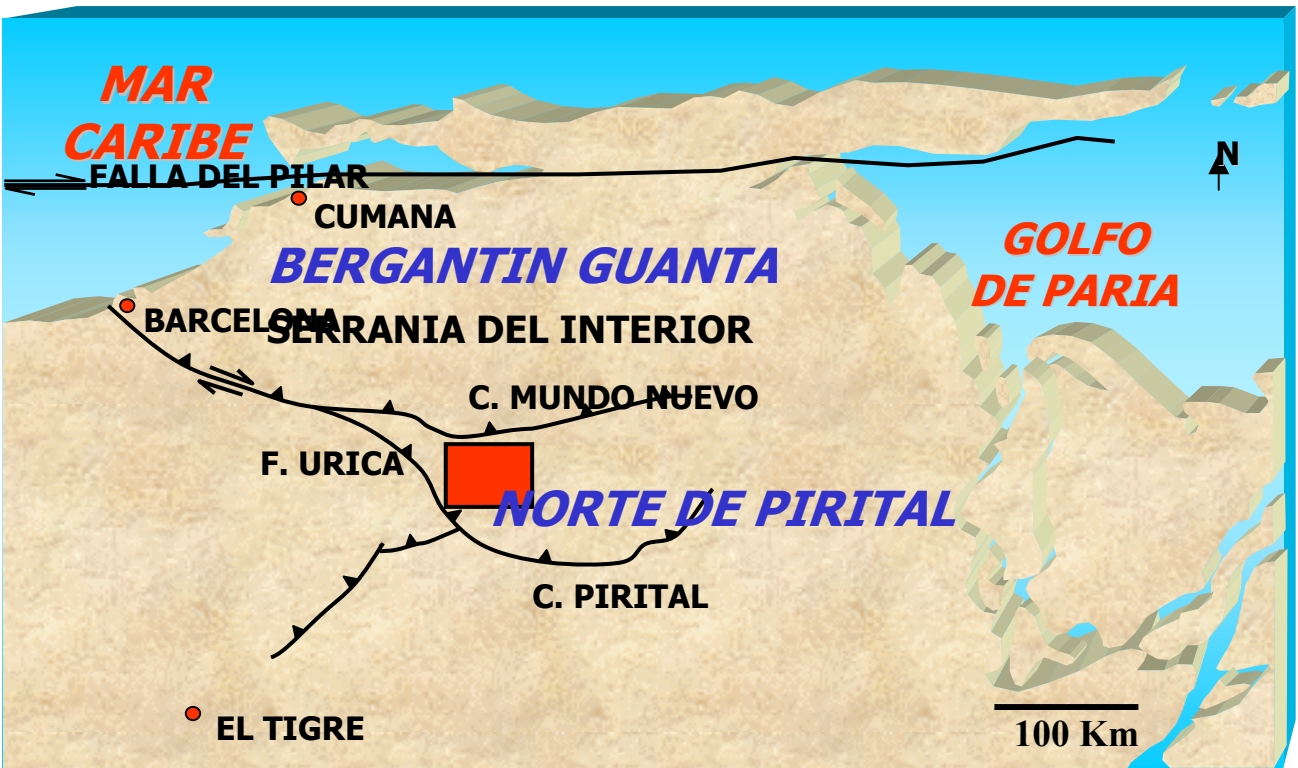 MAR
CARIBE
FALLA DEL PILAR
N
CUMANA
GOLFO
DE PARIA
BERGANTIN GUANTA
BARCELONA
SERRANIA DEL INTERIOR
C. MUNDO NUEVO
F. URICA
NORTE DE PIRITAL
C. PIRITAL
EL TIGRE
100 Km